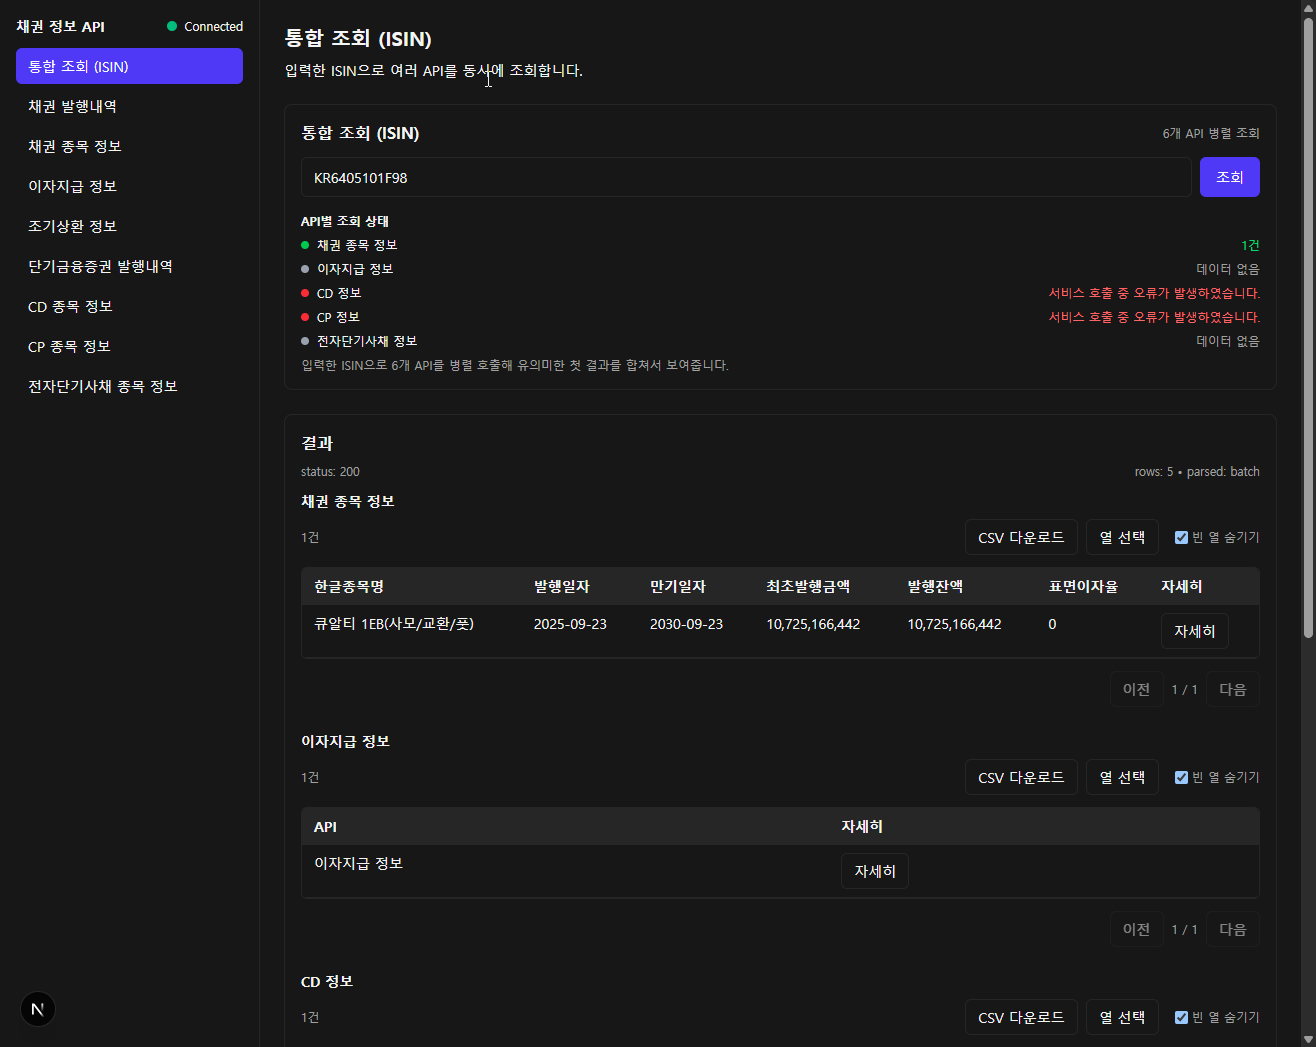 채권 정보 API
Connected
통합 조회 (ISIN)
채권 발행내역
채권 종목 정보
이자지급 정보
조기상환 정보
단기금융증권 발행내역
CD 종목 정보
CP 종목 정보
전자단기사채 종목 정보
통합 조회 (ISIN)
입력한 ISIN으로 여러 API를 동시에 조회합니다.
통합 조회 (ISIN)
6개 API 병렬 조회
KR6405101F98
조회
API별 조회 상태
채권 종목 정보 1건
이자지급 정보 데이터 없음
CD 정보 서비스 호출 중 오류가 발생하였습니다.
CP 정보 서비스 호출 중 오류가 발생하였습니다.
전자단기사채 정보 데이터 없음
입력한 ISIN으로 6개 API를 병렬 호출해 유의미한 첫 결과를 합쳐서 보여줍니다.
결과
status: 200 rows: 5 • parsed: batch
채권 종목 정보
1건 CSV 다운로드 열 선택 빈 열 숨기기
한글종목명 발행일자 만기일자 최초발행금액 발행잔액 표면이자율 자세히
큐알티 1EB(사모/교환/풋) 2025-09-23 2030-09-23 10,725,166,442 10,725,166,442 0 자세히
이전 1 / 1 다음
이자지급 정보
1건 CSV 다운로드 열 선택 빈 열 숨기기
API 자세히
이자지급 정보 자세히
이전 1 / 1 다음
CD 정보
1건 CSV 다운로드 열 선택 빈 열 숨기기
N